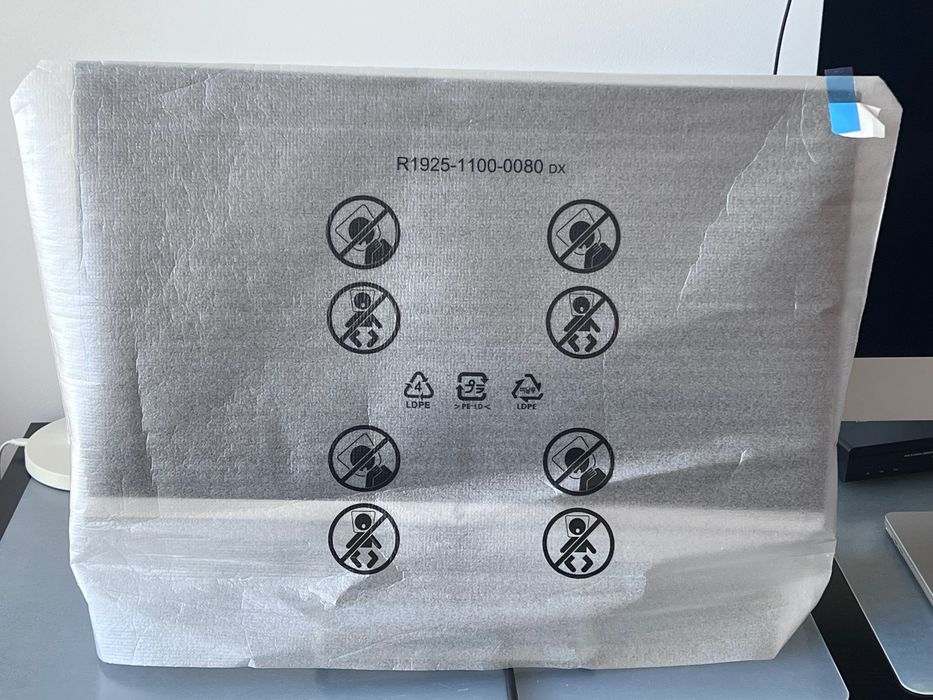 R1925-1100-0080 DX
4
LDPE
>PE-LD<
LDPE